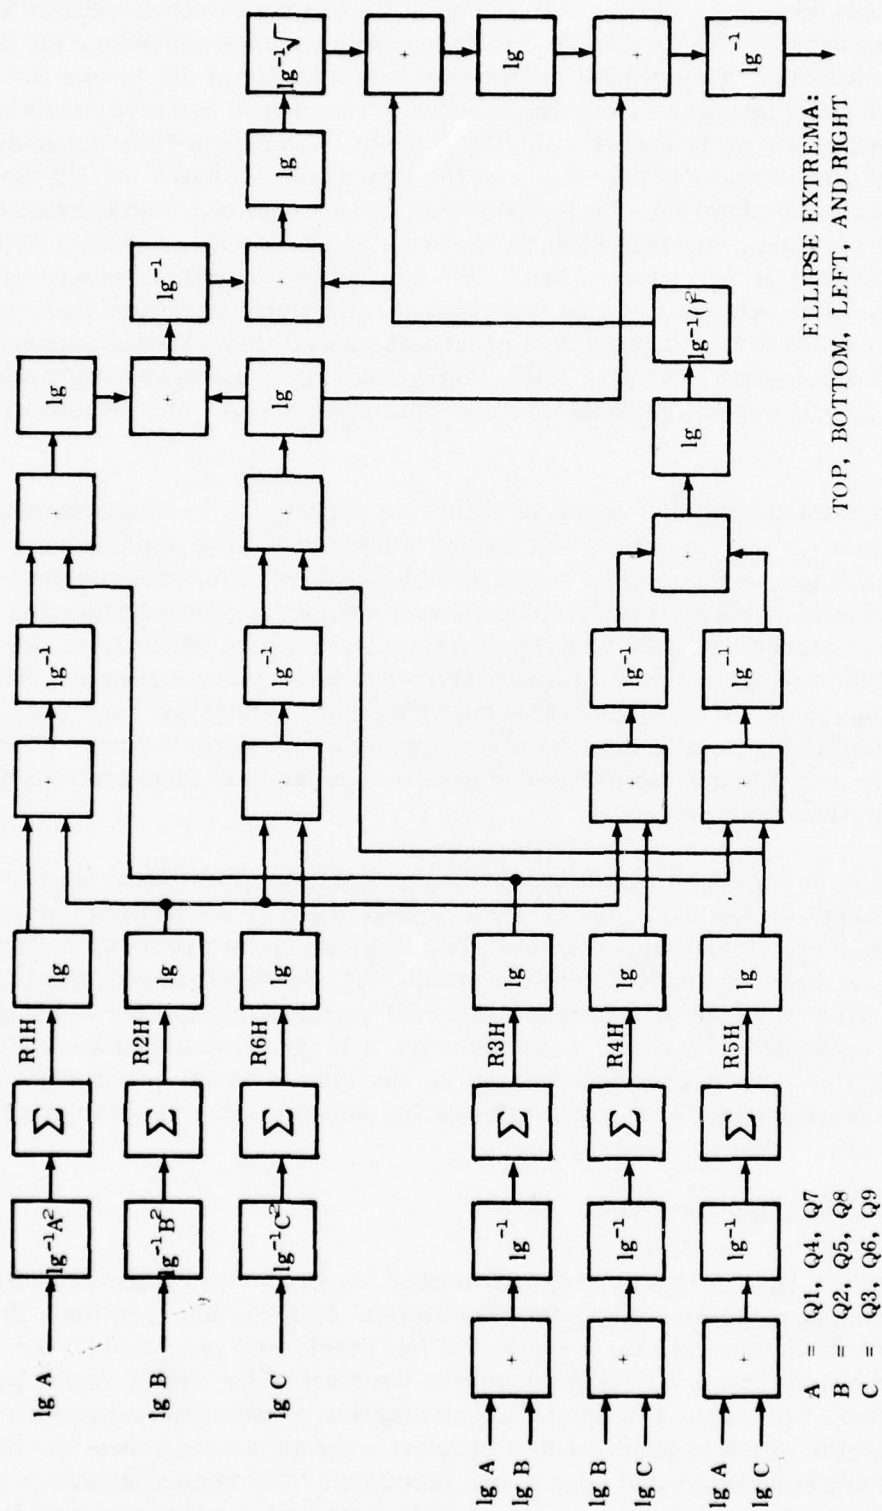 lg A lg⁻¹A² Σ R1H lg lg⁻¹ lg
lg B lg⁻¹B² Σ R2H lg + lg⁻¹
lg C lg⁻¹C² Σ R6H lg lg⁻¹ lg lg lg⁻¹√
+
lg A
lg B
+ lg⁻¹ Σ R3H lg lg
lg B
lg C
+ lg⁻¹ Σ R4H lg lg⁻¹ +
lg lg⁻¹( )²
lg A
lg C
+ lg⁻¹ Σ R5H lg lg⁻¹ lg⁻¹
A = Q1, Q4, Q7
B = Q2, Q5, Q8
C = Q3, Q6, Q9
ELLIPSE EXTREMA:
TOP, BOTTOM, LEFT, AND RIGHT